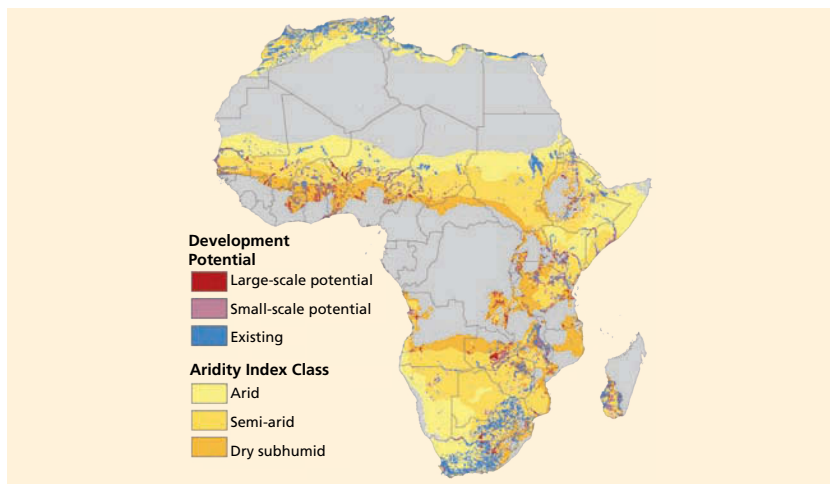 Development
Potential
Large-scale potential
Small-scale potential
Existing
Aridity Index Class
Arid
Semi-arid
Dry subhumid